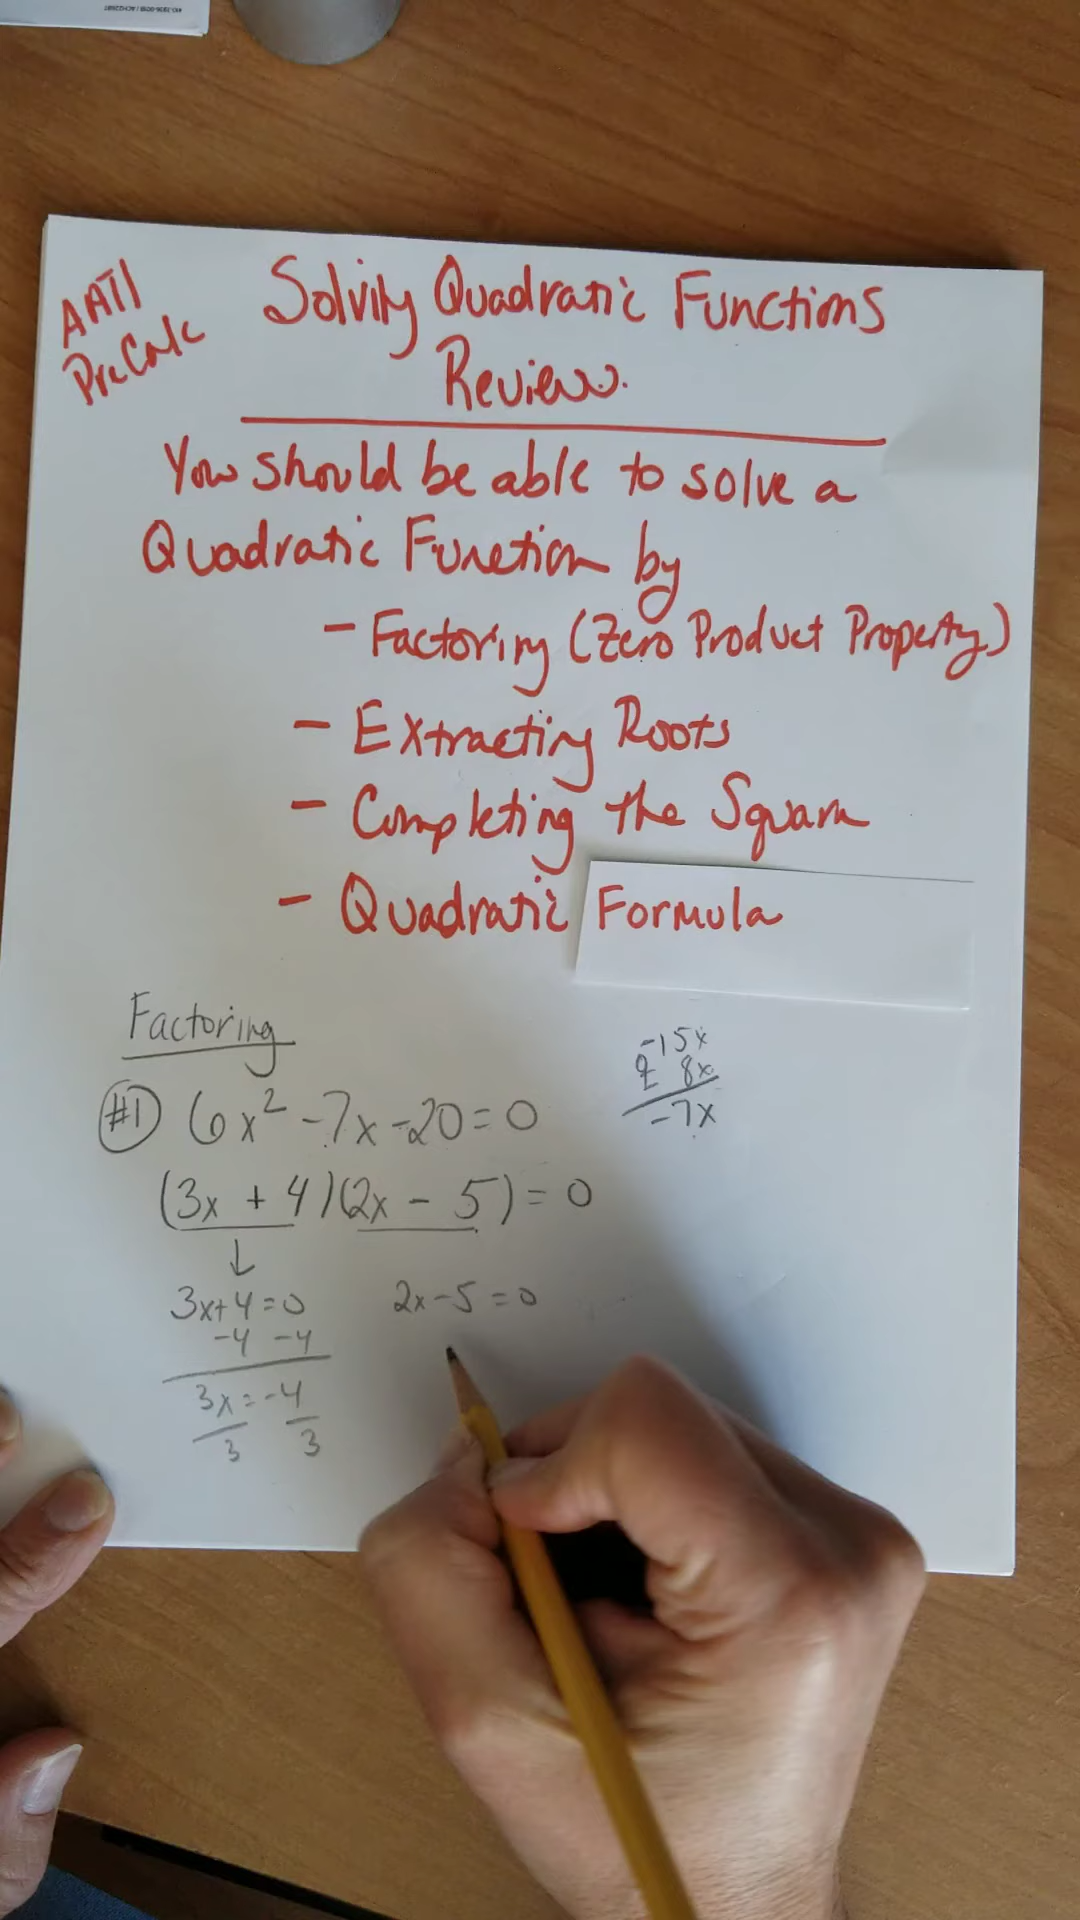 AATI
PreCalc
Solving Quadratic Functions
Review.
You should be able to solve a
Quadratic Function by
- Factoring (Zero Product Property)
- Extracting Roots
- Completing the Square
- Quadratic Formula
Factoring
#1 6x² -7x -20 = 0
(3x + 4)(2x - 5) = 0
↓
3x+4=0
-4 -4
3x=-4
3 3
2x-5=0
-15x
8x
-7x